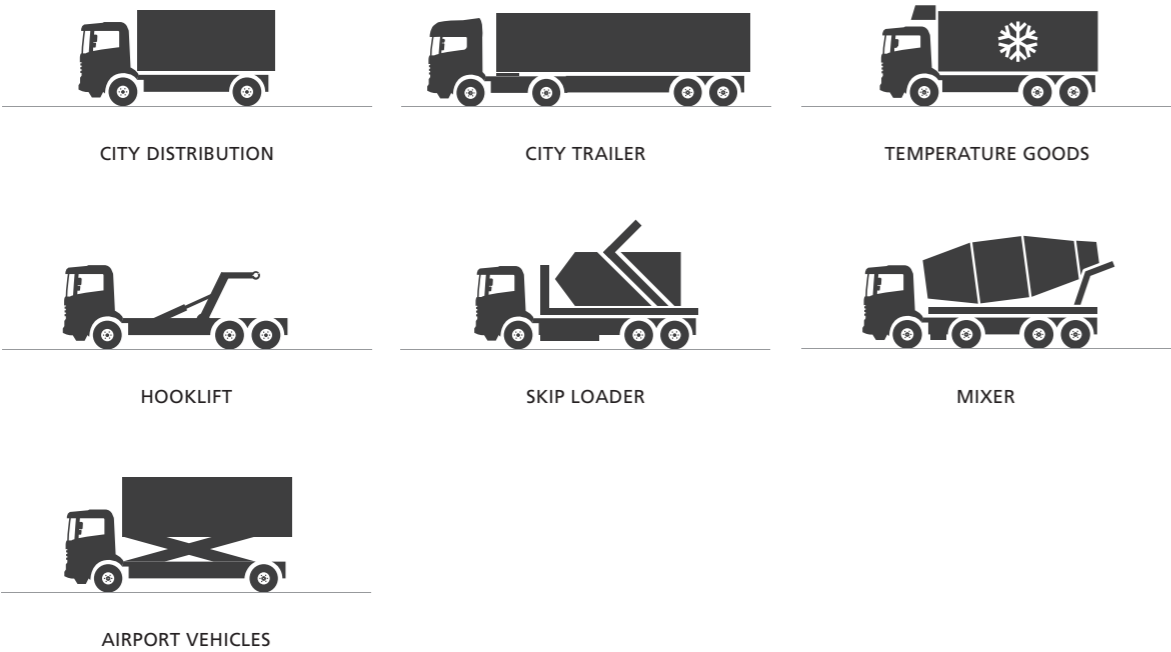 CITY DISTRIBUTION
CITY TRAILER
TEMPERATURE GOODS
HOOKLIFT
SKIP LOADER
MIXER
AIRPORT VEHICLES